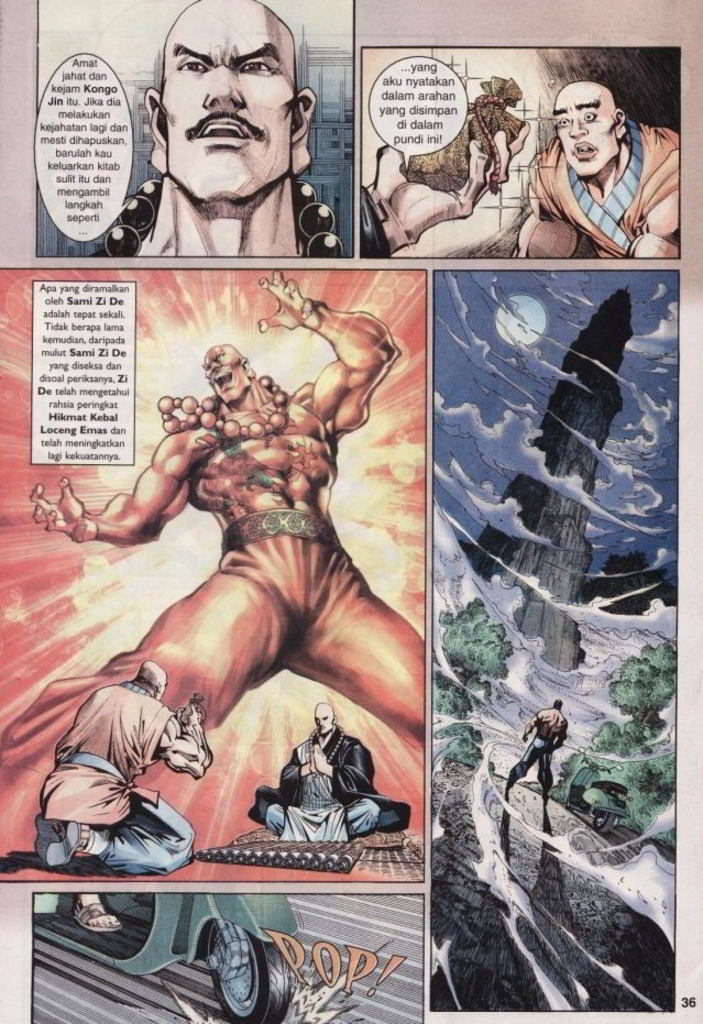 Amat
jahat dan
kejam Kongo
Jin itu. Jika dia
melakukan
kejahatan lagi dan
mesti dihapuskan,
barulah kau
keluarkan kitab
sulit itu dan
mengambil
langkah
seperti
...
...yang
aku nyatakan
dalam arahan
yang disimpan
di dalam
pundi ini!
Apa yang diramalkan
oleh Sami Zi De
adalah tepat sekali.
Tidak berapa lama
kemudian, daripada
mulut Sami Zi De
yang diseksa dan
disoal periksanya, Zi
De telah mengetahui
rahsia peringkat
Hikmat Kebal
Loceng Emas dan
telah meningkatkan
lagi kekuatannya.
POP!
36